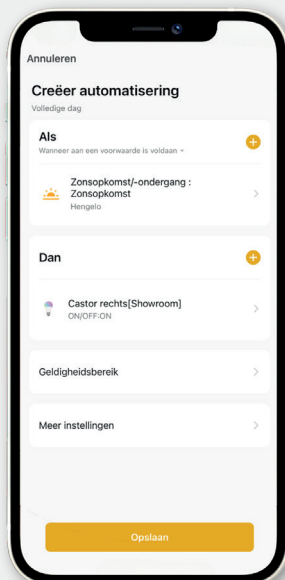 Annuleren
Creëer automatisering
Volledige dag
Als
Wanneer aan een voorwaarde is voldaan
Zonsopkomst/-ondergang :
Zonsopkomst
Hengelo
Dan
Castor rechts[Showroom]
ON/OFF:ON
Geldigheidsbereik
Meer instellingen
Opslaan